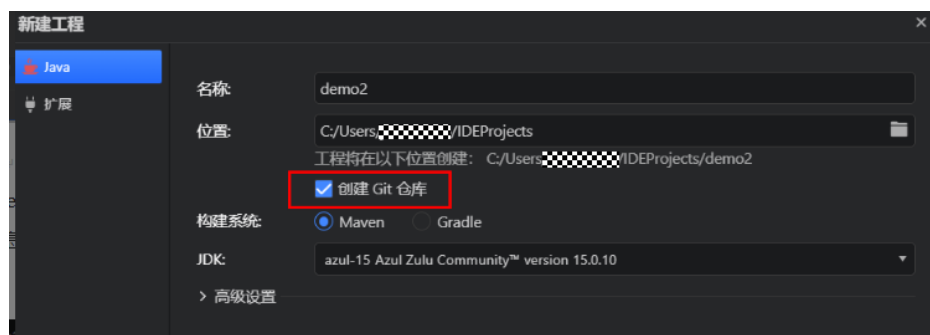 新建工程
Java
扩展
名称:
demo2
位置:
C:/Users/ /IDEProjects
工程将在以下位置创建: C:/Users /IDEProjects/demo2
创建 Git 仓库
构建系统: Maven Gradle
JDK: azul-15 Azul Zulu Community™ version 15.0.10
高级设置